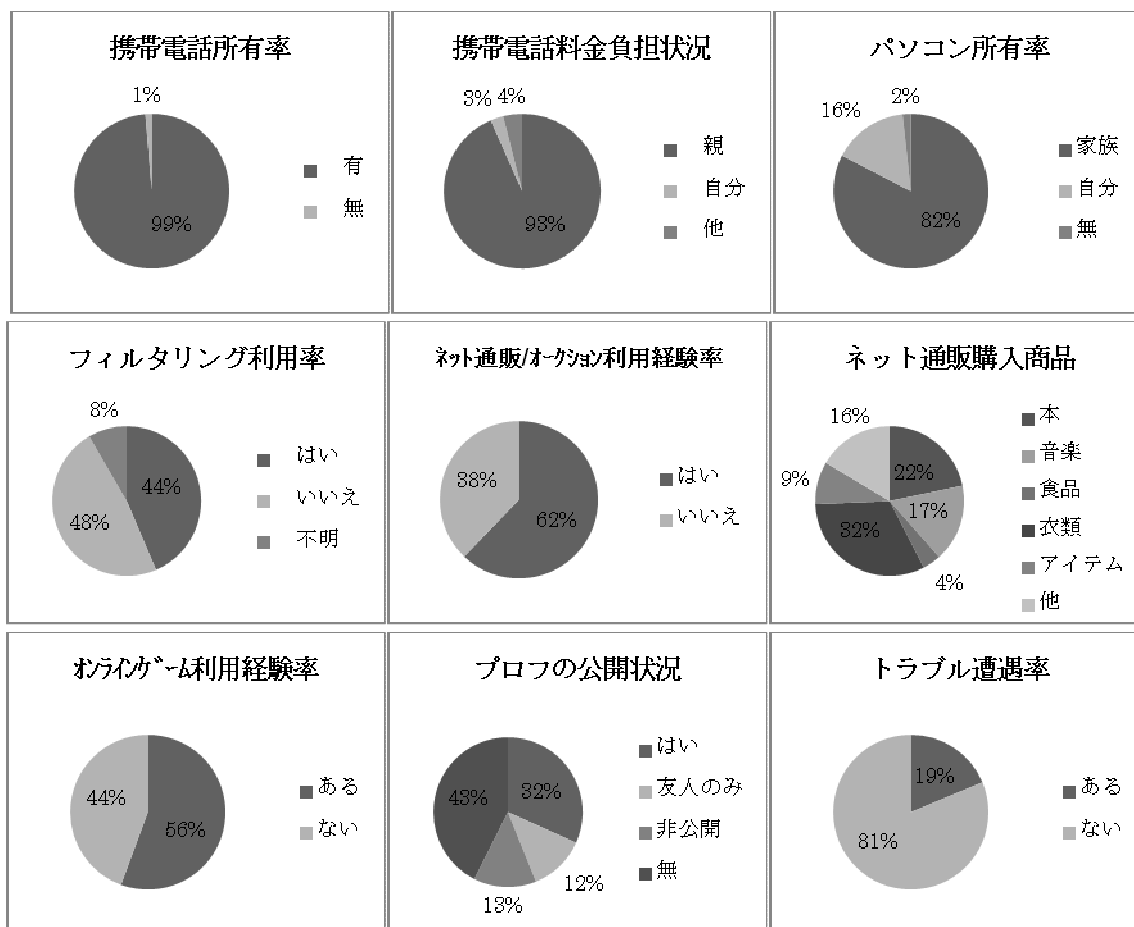 携帯電話所有率
1%
99%
有
無
携帯電話料金負担状況
3% 4%
93%
親
自分
他
パソコン所有率
16%
2%
82%
家族
自分
無
フィルタリング利用率
8%
44%
48%
はい
いいえ
不明
ネット通販/オークション利用経験率
38%
62%
はい
いいえ
ネット通販購入商品
16%
22%
9%
17%
32%
4%
本
音楽
食品
衣類
アイテム
他
オンラインゲーム利用経験率
44%
56%
ある
ない
プロフの公開状況
43%
32%
12%
13%
はい
友人のみ
非公開
無
トラブル遭遇率
19%
81%
ある
ない